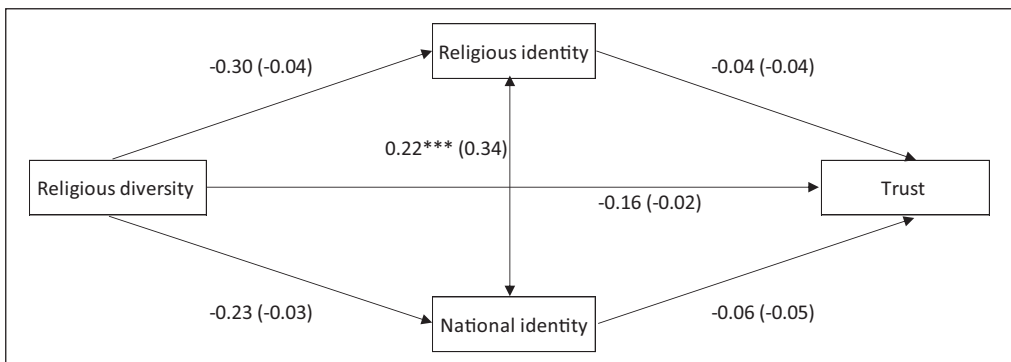 Religious identity
-0.30 (-0.04)
-0.04 (-0.04)
0.22*** (0.34)
Religious diversity
Trust
-0.16 (-0.02)
-0.23 (-0.03)
-0.06 (-0.05)
National identity